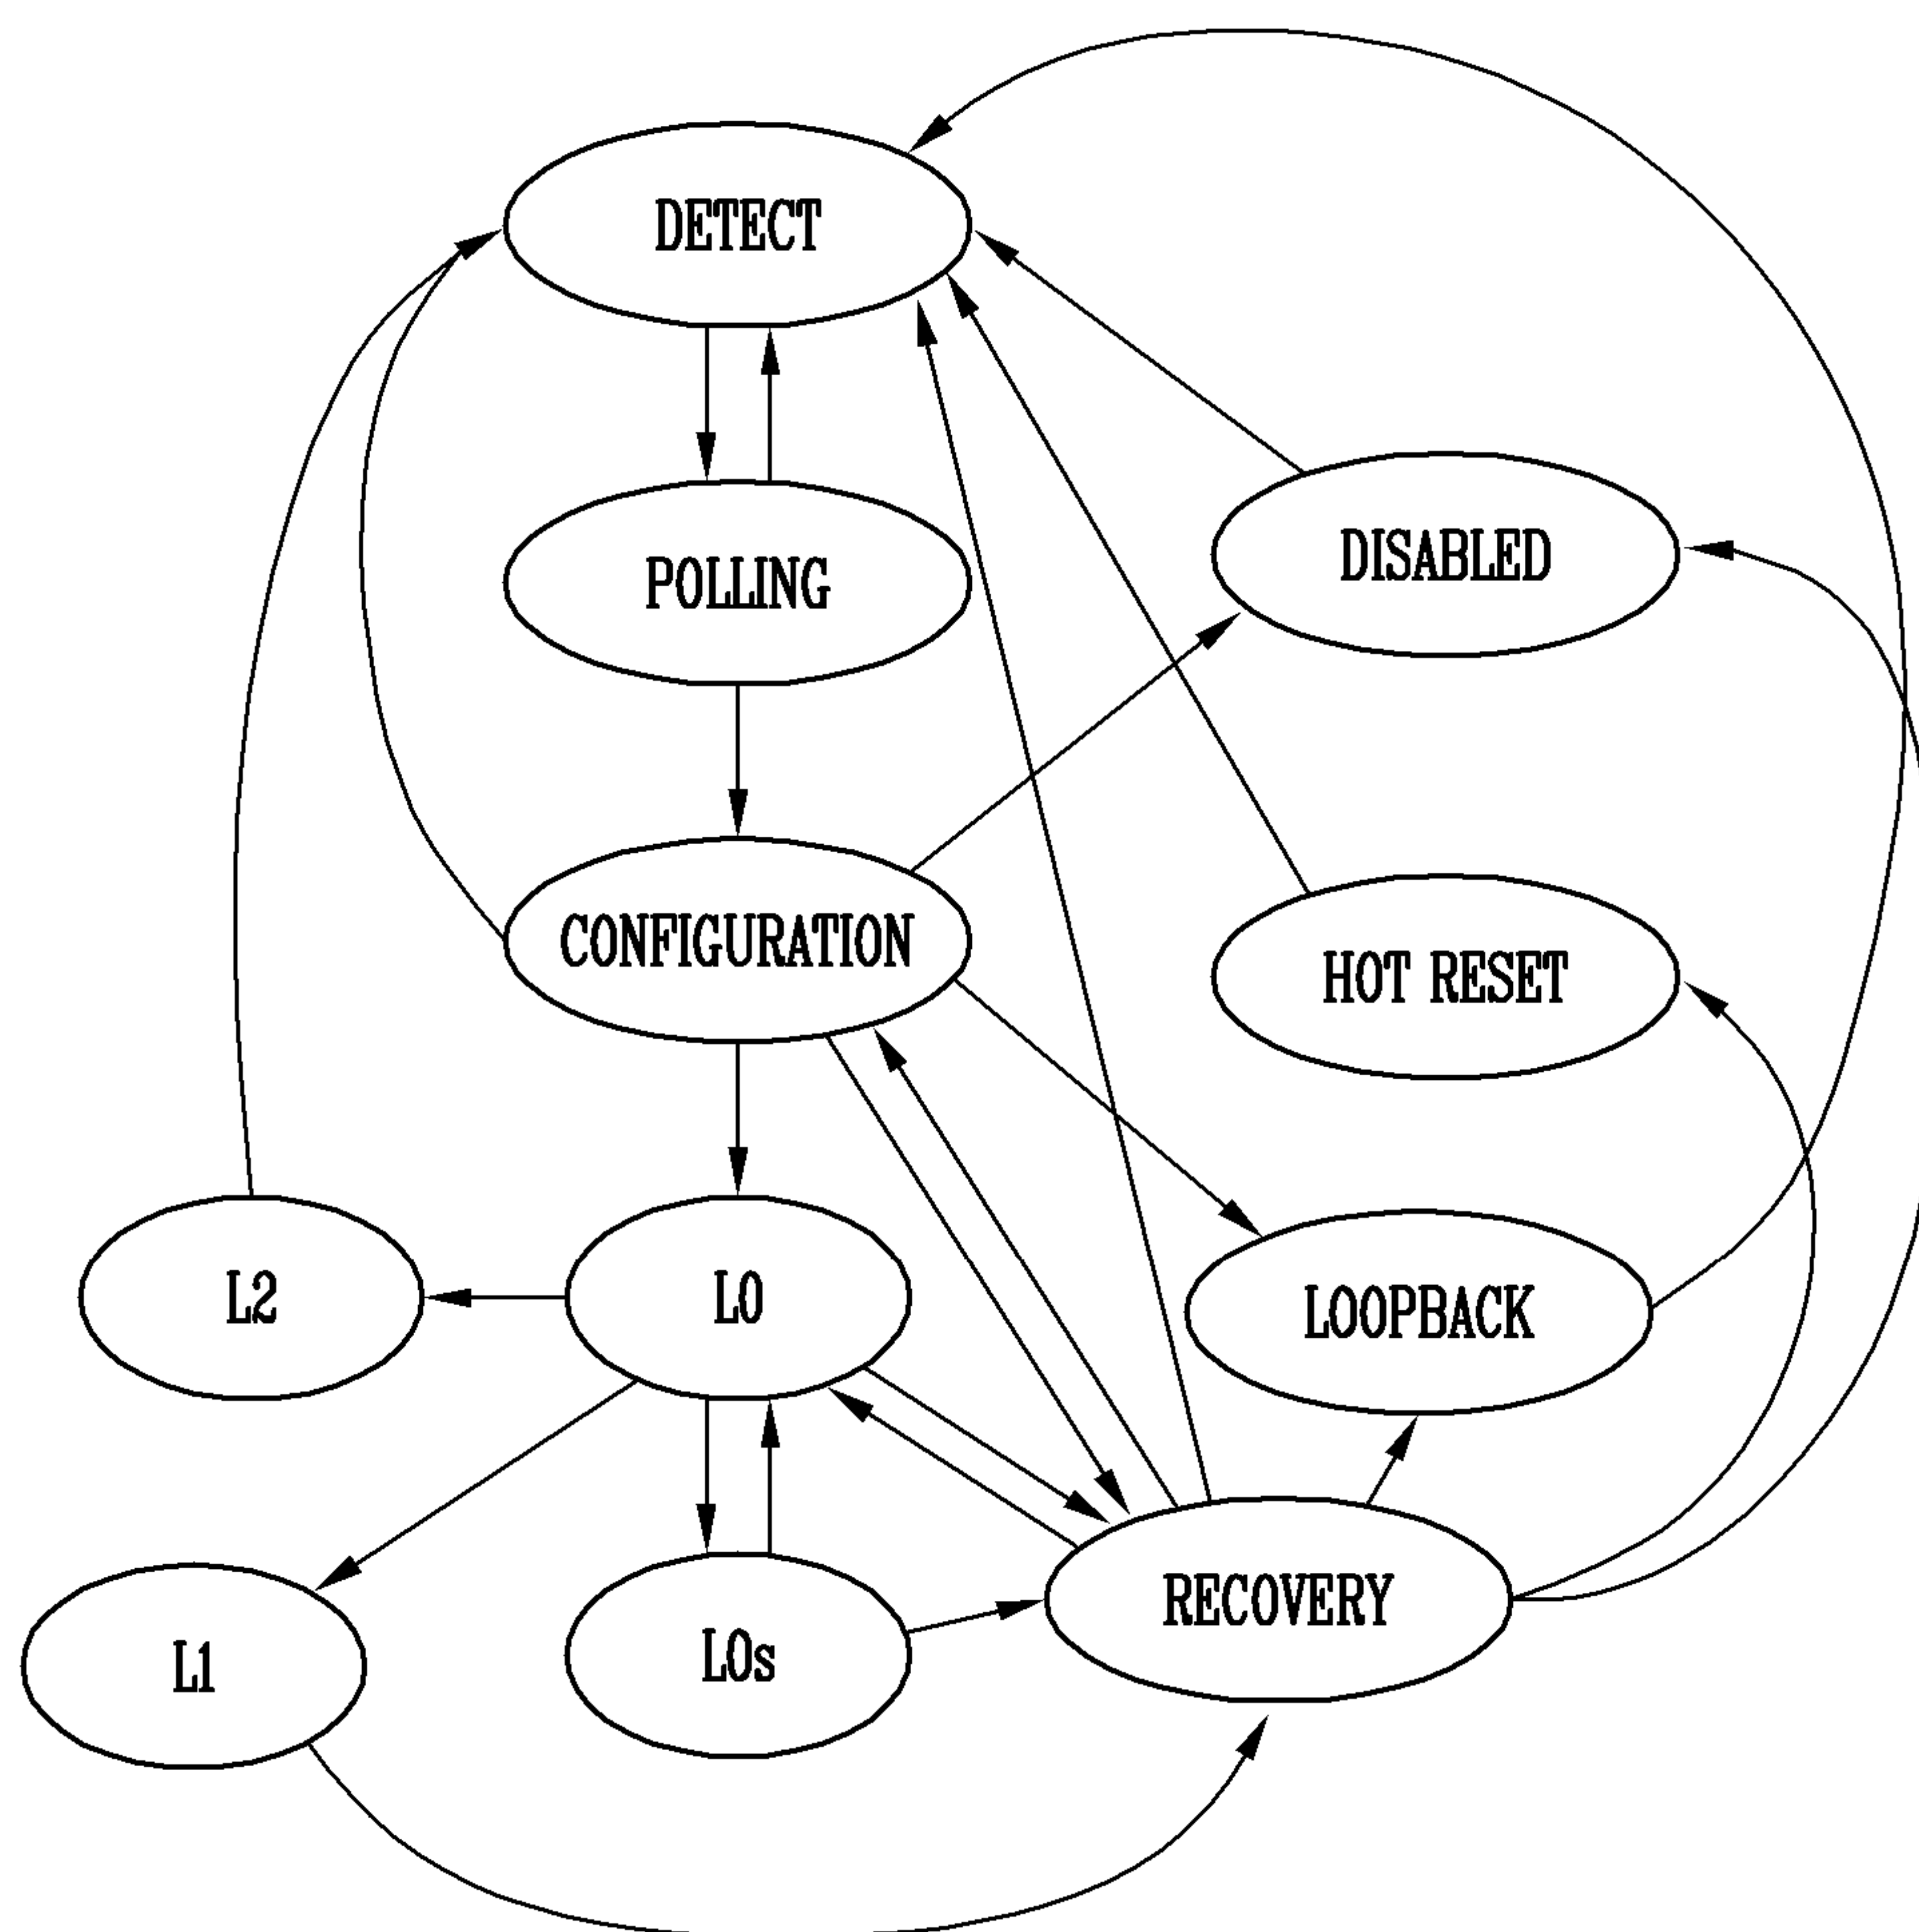 DETECT
POLLING
DISABLED
CONFIGURATION
HOT RESET
L2
L0
LOOPBACK
RECOVERY
L1
L0s